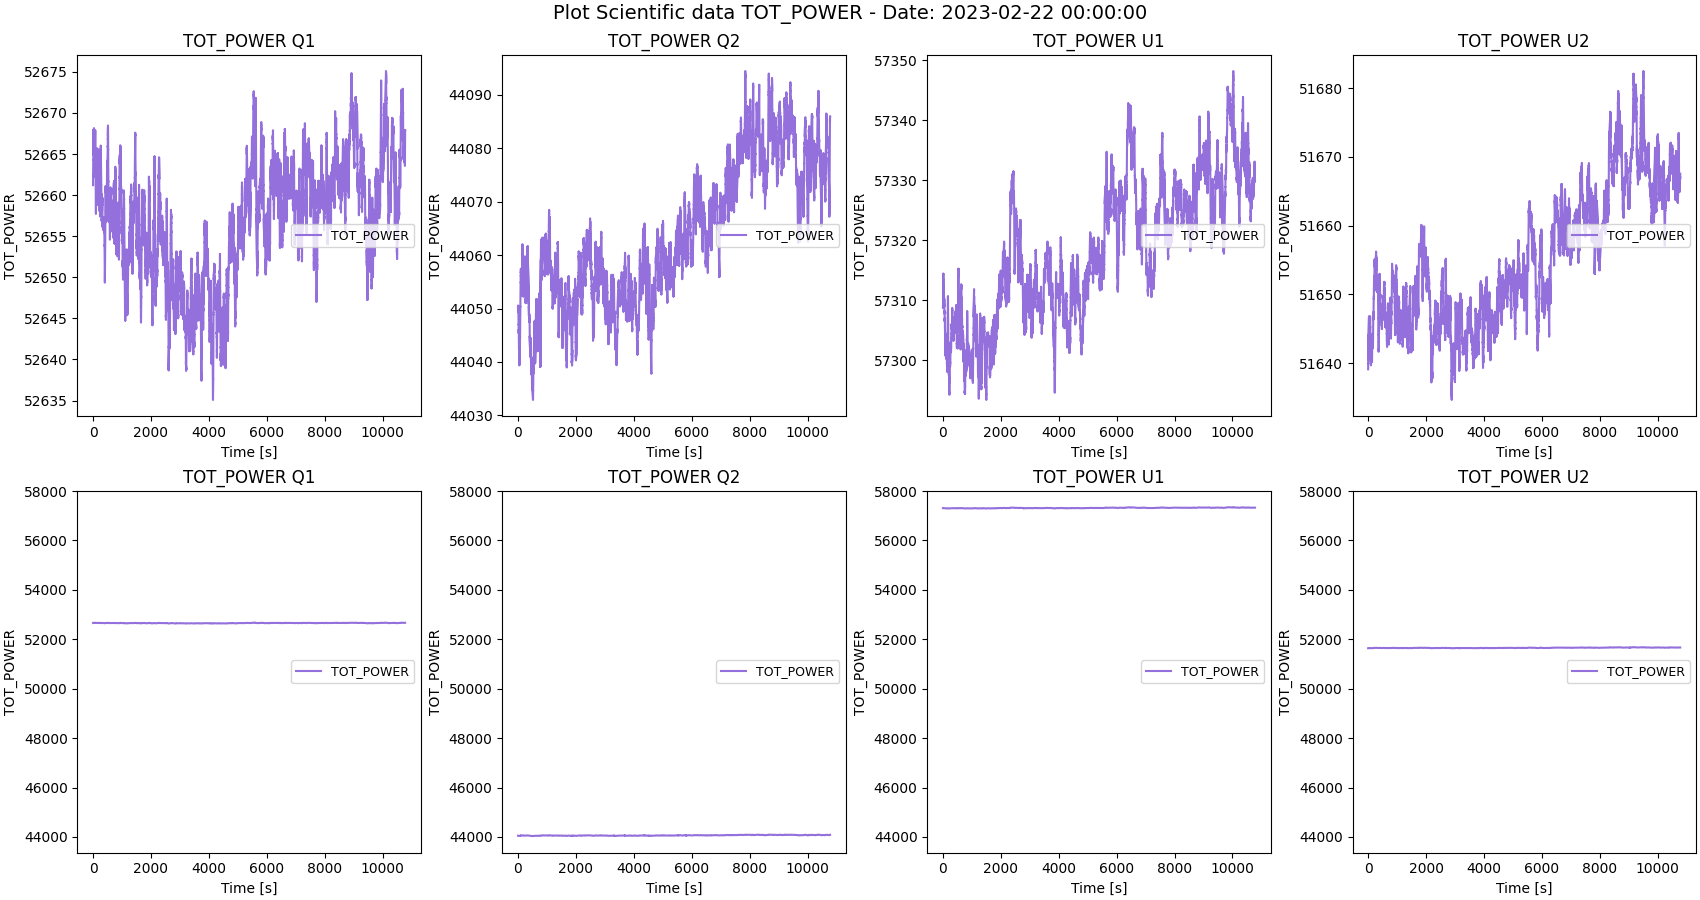 Plot Scientific data TOT_POWER - Date: 2023-02-22 00:00:00
TOT_POWER Q1
TOT_POWER
52675
52670
52665
52660
52655
52650
52645
52640
52635
TOT_POWER
0 2000 4000 6000 8000 10000
Time [s]
TOT_POWER Q2
TOT_POWER
44090
44080
44070
44060
44050
44040
44030
TOT_POWER
0 2000 4000 6000 8000 10000
Time [s]
TOT_POWER U1
TOT_POWER
57350
57340
57330
57320
57310
57300
TOT_POWER
0 2000 4000 6000 8000 10000
Time [s]
TOT_POWER U2
TOT_POWER
51680
51670
51660
51650
51640
TOT_POWER
0 2000 4000 6000 8000 10000
Time [s]
TOT_POWER Q1
TOT_POWER
58000
56000
54000
52000
50000
48000
46000
44000
TOT_POWER
0 2000 4000 6000 8000 10000
Time [s]
TOT_POWER Q2
TOT_POWER
58000
56000
54000
52000
50000
48000
46000
44000
TOT_POWER
0 2000 4000 6000 8000 10000
Time [s]
TOT_POWER U1
TOT_POWER
58000
56000
54000
52000
50000
48000
46000
44000
TOT_POWER
0 2000 4000 6000 8000 10000
Time [s]
TOT_POWER U2
TOT_POWER
58000
56000
54000
52000
50000
48000
46000
44000
TOT_POWER
0 2000 4000 6000 8000 10000
Time [s]